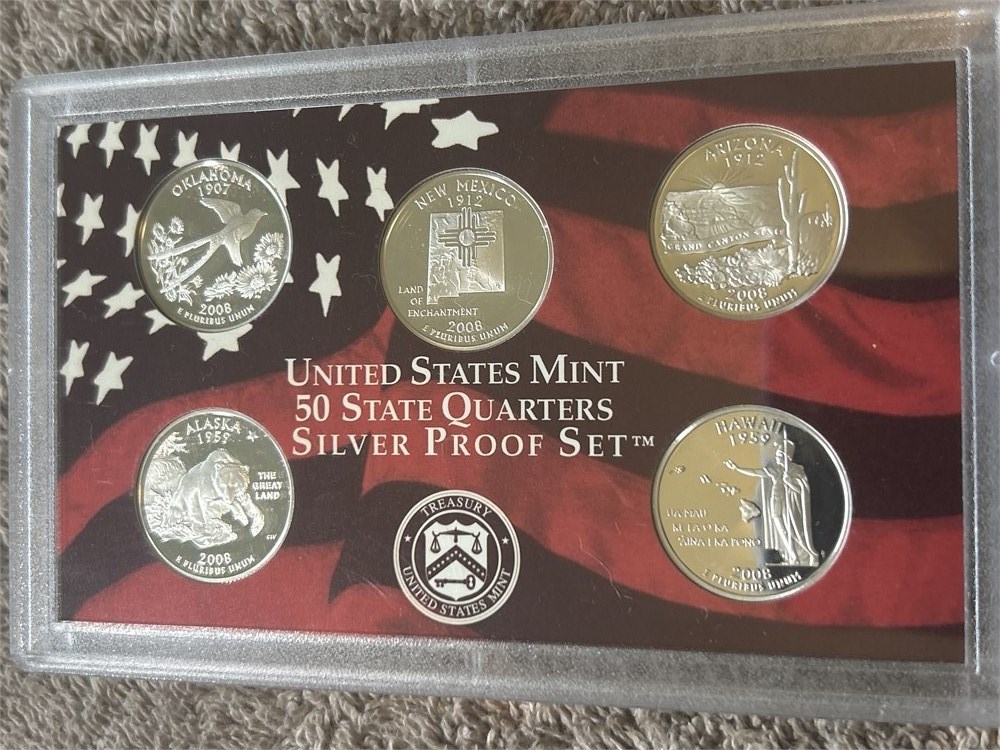 OKLAHOMA
1907
2008
E PLURIBUS UNUM
NEW MEXICO
1912
LAND
OF
ENCHANTMENT
2008
E PLURIBUS UNUM
ARIZONA
1912
GRAND CANYON STATE
2008
E PLURIBUS UNUM
UNITED STATES MINT
50 STATE QUARTERS
SILVER PROOF SET™
ALASKA
1959
THE
GREAT
LAND
2008
E PLURIBUS UNUM
TREASURY
UNITED STATES MINT
HAWAII
1959
UA MAU
KE EA O KA
ʻĀINA I KA PONO
2008
E PLURIBUS UNUM